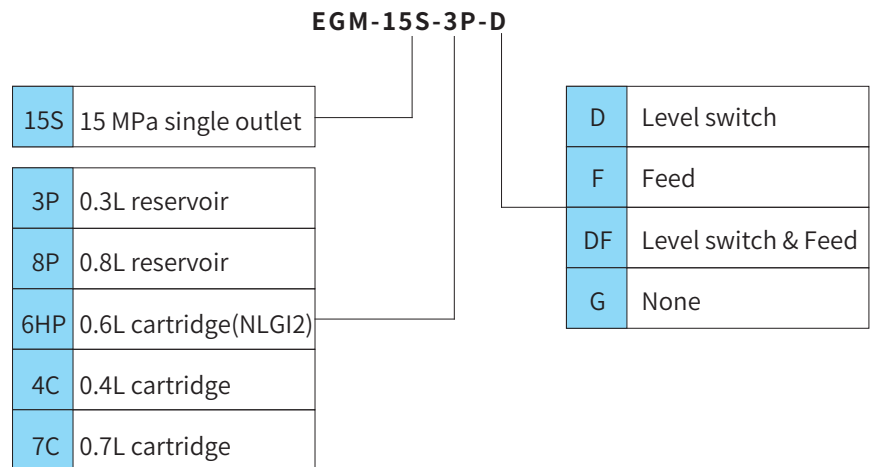 EGM-15S-3P-D
15S 15 MPa single outlet
3P 0.3L reservoir
8P 0.8L reservoir
6HP 0.6L cartridge(NLGI2)
4C 0.4L cartridge
7C 0.7L cartridge
D Level switch
F Feed
DF Level switch & Feed
G None